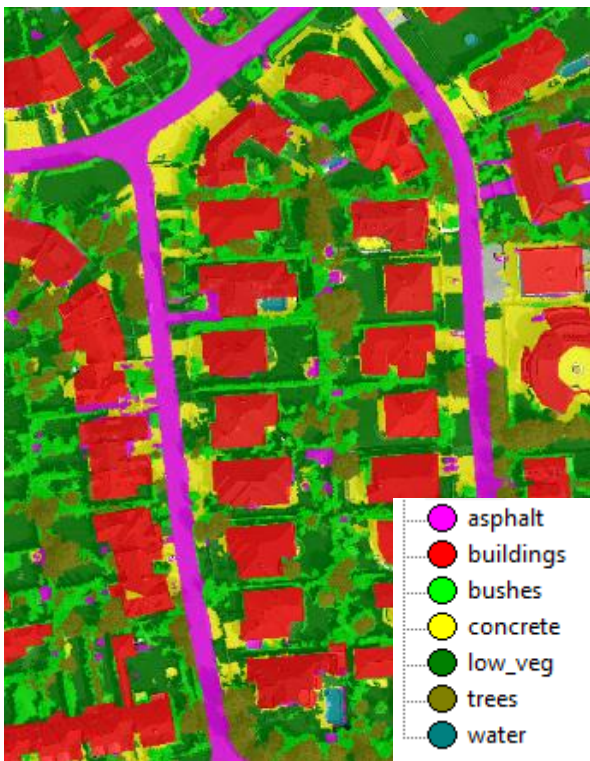 asphalt
buildings
bushes
concrete
low_veg
trees
water